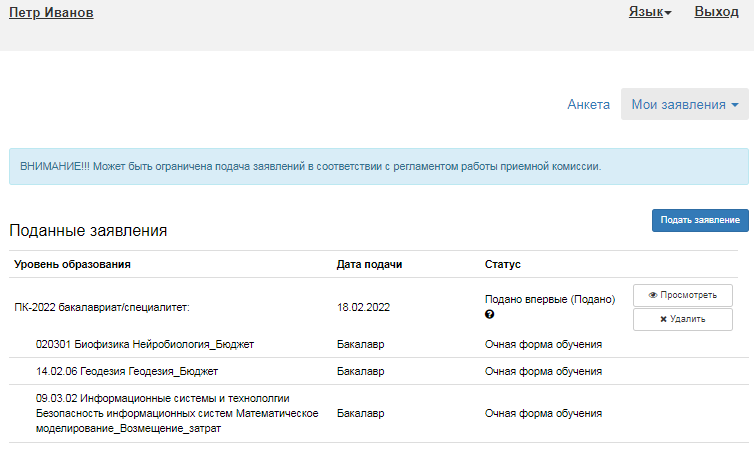 Петр Иванов
Язык
Выход
Анкета
Мои заявления
ВНИМАНИЕ!!! Может быть ограничена подача заявлений в соответствии с регламентом работы приемной комиссии.
Поданные заявления
Подать заявление
Уровень образования Дата подачи Статус
ПК-2022 бакалавриат/специалитет: 18.02.2022 Подано впервые (Подано)
Просмотреть
Удалить
020301 Биофизика Нейробиология_Бюджет Бакалавр Очная форма обучения
14.02.06 Геодезия Геодезия_Бюджет Бакалавр Очная форма обучения
09.03.02 Информационные системы и технололгии
Безопасность информационных систем Математическое Бакалавр Очная форма обучения
моделирование_Возмещение_затрат